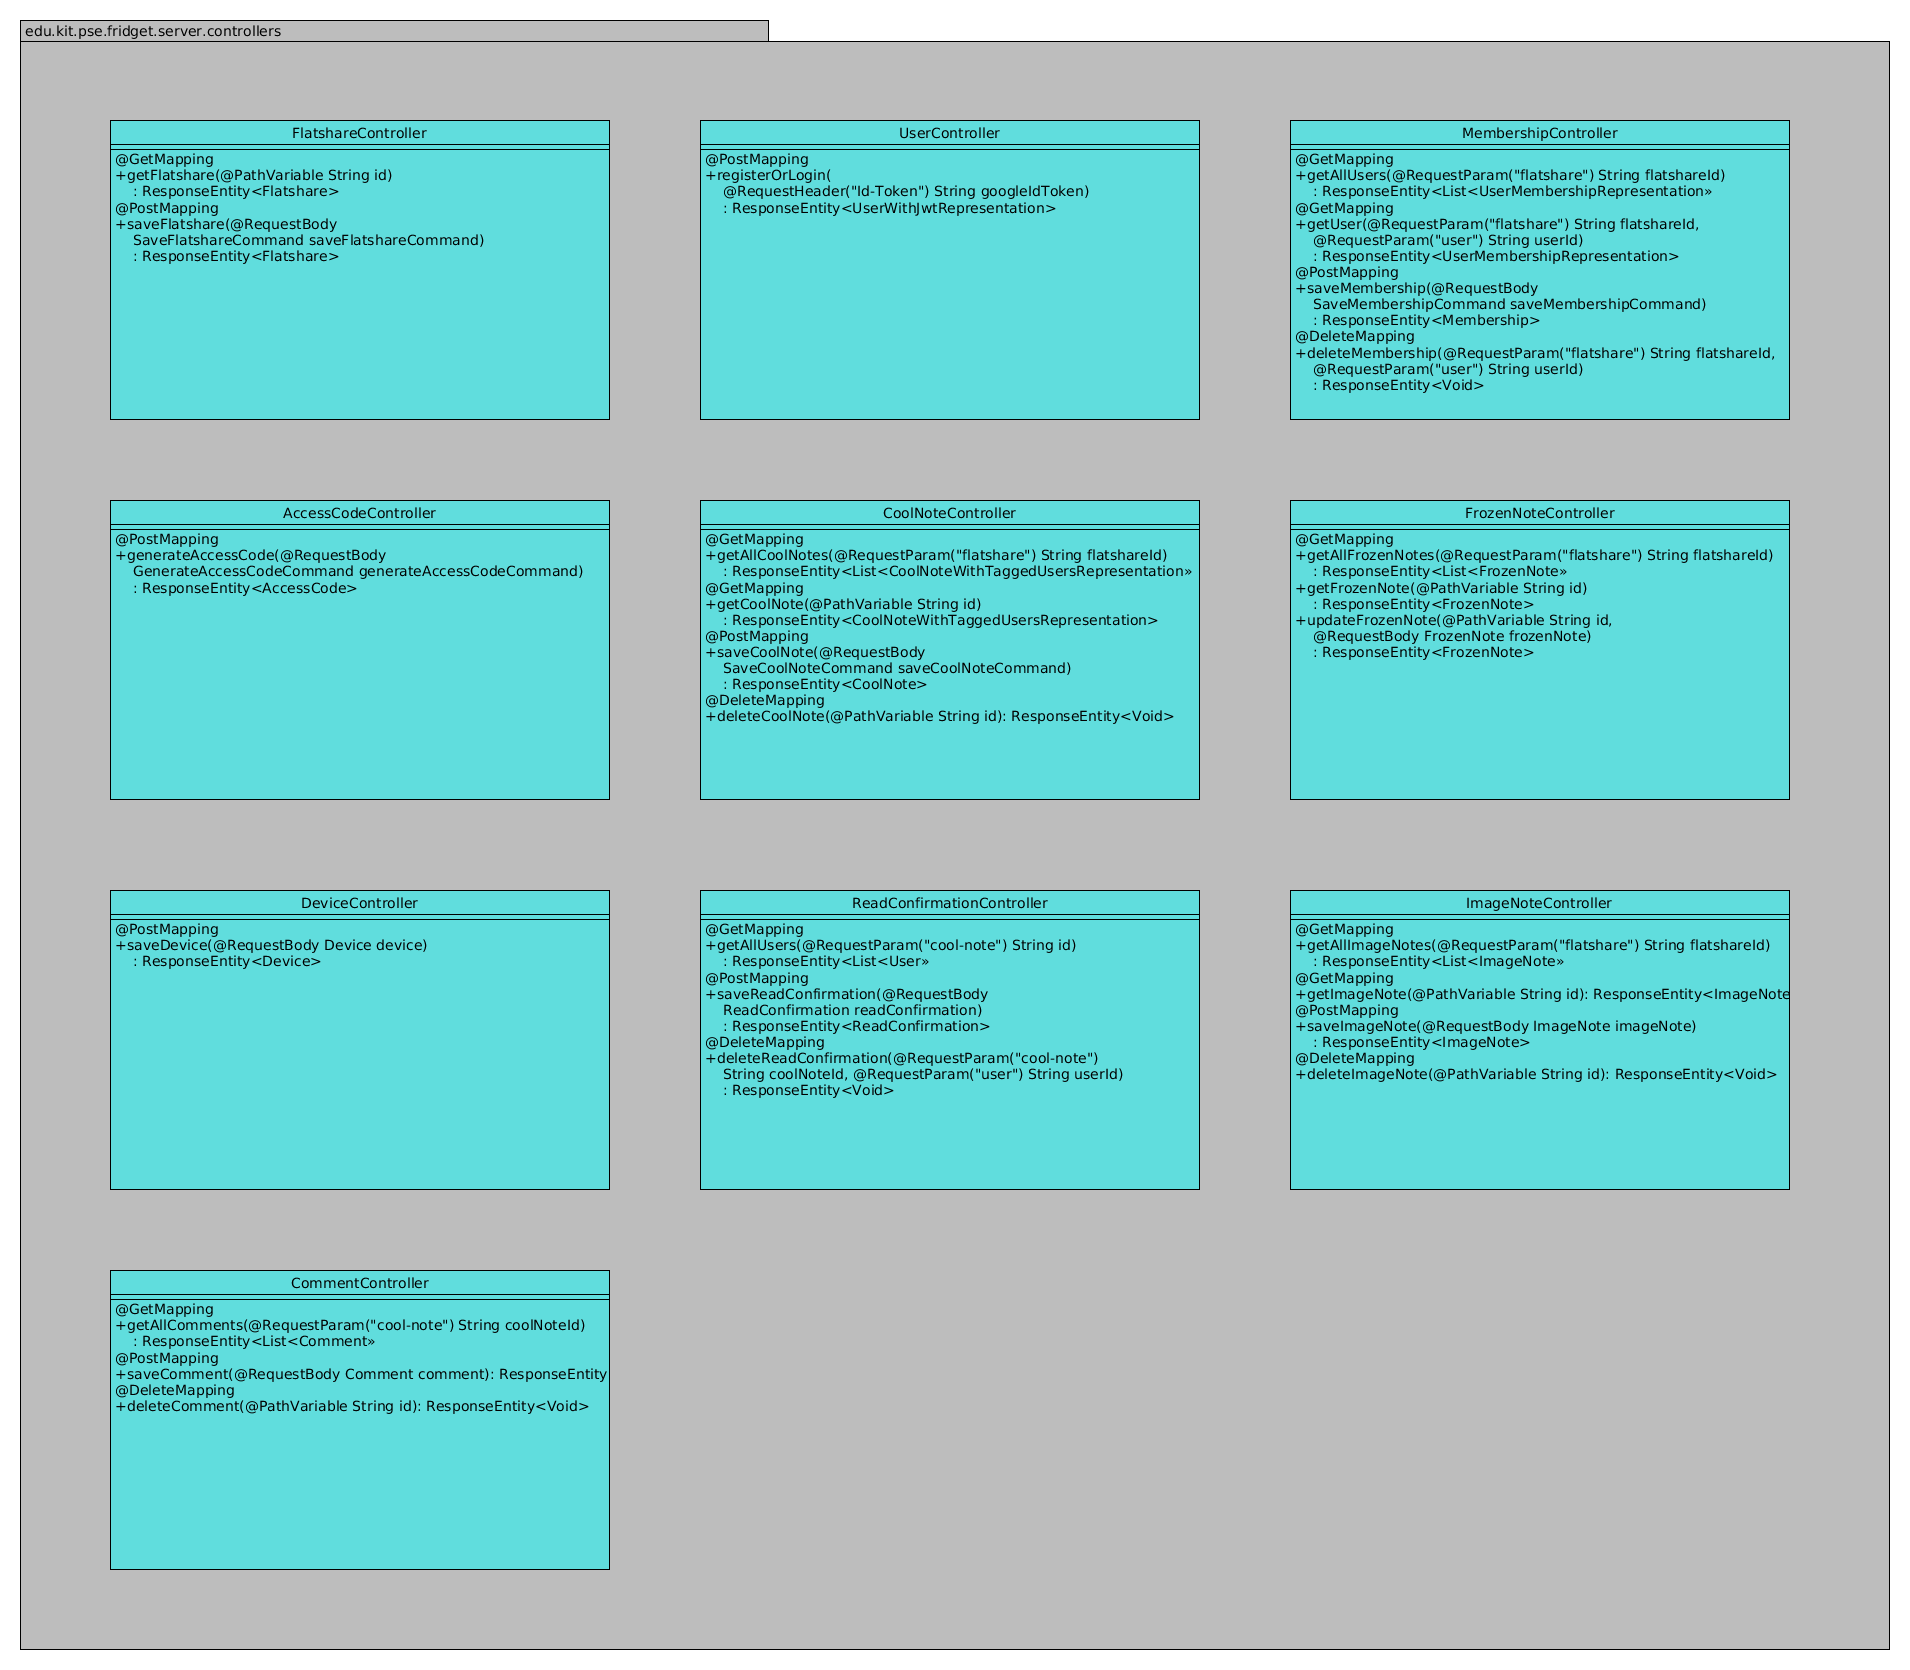 edu.kit.pse.fridget.server.controllers
FlatshareController
@GetMapping
+getFlatshare(@PathVariable String id)
: ResponseEntity<Flatshare>
@PostMapping
+saveFlatshare(@RequestBody
SaveFlatshareCommand saveFlatshareCommand)
: ResponseEntity<Flatshare>
UserController
@PostMapping
+registerOrLogin(
@RequestHeader("Id-Token") String googleIdToken)
: ResponseEntity<UserWithJwtRepresentation>
MembershipController
@GetMapping
+getAllUsers(@RequestParam("flatshare") String flatshareId)
: ResponseEntity<List<UserMembershipRepresentation»
@GetMapping
+getUser(@RequestParam("flatshare") String flatshareId,
@RequestParam("user") String userId)
: ResponseEntity<UserMembershipRepresentation>
@PostMapping
+saveMembership(@RequestBody
SaveMembershipCommand saveMembershipCommand)
: ResponseEntity<Membership>
@DeleteMapping
+deleteMembership(@RequestParam("flatshare") String flatshareId,
@RequestParam("user") String userId)
: ResponseEntity<Void>
AccessCodeController
@PostMapping
+generateAccessCode(@RequestBody
GenerateAccessCodeCommand generateAccessCodeCommand)
: ResponseEntity<AccessCode>
CoolNoteController
@GetMapping
+getAllCoolNotes(@RequestParam("flatshare") String flatshareId)
: ResponseEntity<List<CoolNoteWithTaggedUsersRepresentation»
@GetMapping
+getCoolNote(@PathVariable String id)
: ResponseEntity<CoolNoteWithTaggedUsersRepresentation>
@PostMapping
+saveCoolNote(@RequestBody
SaveCoolNoteCommand saveCoolNoteCommand)
: ResponseEntity<CoolNote>
@DeleteMapping
+deleteCoolNote(@PathVariable String id): ResponseEntity<Void>
FrozenNoteController
@GetMapping
+getAllFrozenNotes(@RequestParam("flatshare") String flatshareId)
: ResponseEntity<List<FrozenNote»
+getFrozenNote(@PathVariable String id)
: ResponseEntity<FrozenNote>
+updateFrozenNote(@PathVariable String id,
@RequestBody FrozenNote frozenNote)
: ResponseEntity<FrozenNote>
DeviceController
@PostMapping
+saveDevice(@RequestBody Device device)
: ResponseEntity<Device>
ReadConfirmationController
@GetMapping
+getAllUsers(@RequestParam("cool-note") String id)
: ResponseEntity<List<User»
@PostMapping
+saveReadConfirmation(@RequestBody
ReadConfirmation readConfirmation)
: ResponseEntity<ReadConfirmation>
@DeleteMapping
+deleteReadConfirmation(@RequestParam("cool-note")
String coolNoteId, @RequestParam("user") String userId)
: ResponseEntity<Void>
ImageNoteController
@GetMapping
+getAllImageNotes(@RequestParam("flatshare") String flatshareId)
: ResponseEntity<List<ImageNote»
@GetMapping
+getImageNote(@PathVariable String id): ResponseEntity<ImageNote
@PostMapping
+saveImageNote(@RequestBody ImageNote imageNote)
: ResponseEntity<ImageNote>
@DeleteMapping
+deleteImageNote(@PathVariable String id): ResponseEntity<Void>
CommentController
@GetMapping
+getAllComments(@RequestParam("cool-note") String coolNoteId)
: ResponseEntity<List<Comment»
@PostMapping
+saveComment(@RequestBody Comment comment): ResponseEntity
@DeleteMapping
+deleteComment(@PathVariable String id): ResponseEntity<Void>